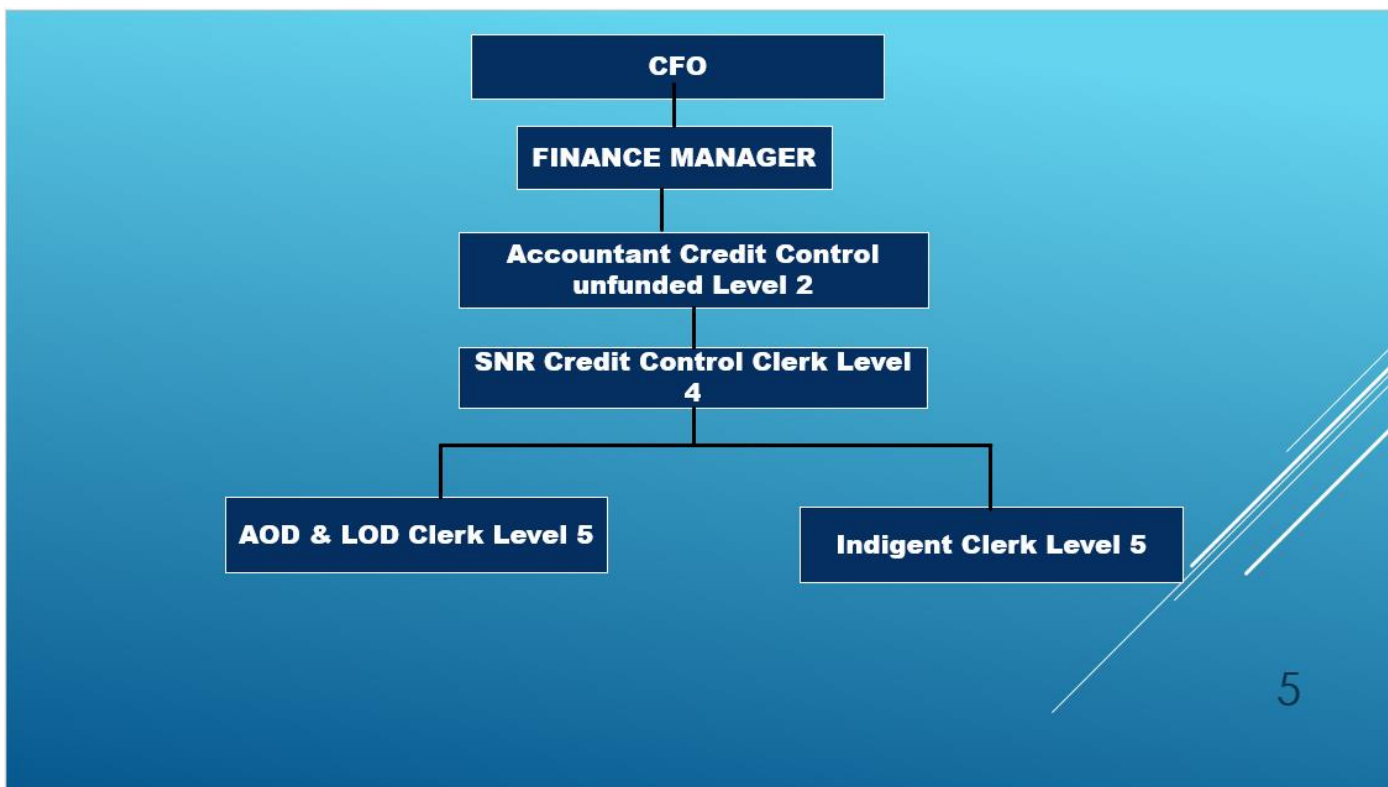 CFO
FINANCE MANAGER
Accountant Credit Control
unfunded Level 2
SNR Credit Control Clerk Level
4
AOD & LOD Clerk Level 5
Indigent Clerk Level 5
5